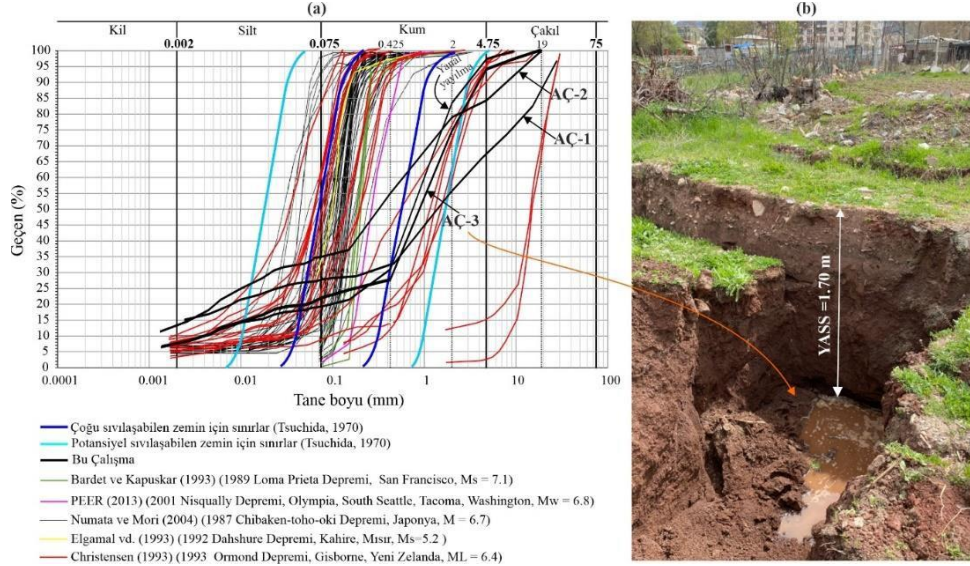 (a)
(b)
Kil
Silt
Kum
Çakıl
0.002
0.075
0.425
2
4.75
19
75
100
95
90
85
80
75
70
65
60
55
50
45
40
35
30
25
20
15
10
5
0
Geçen (%)
Yanal
yayılma
AÇ-2
AÇ-1
AÇ-3
YASS =1.70 m
0.0001
0.001
0.01
0.1
1
10
100
Tane boyu (mm)
Çoğu sıvılaşabilen zemin için sınırlar (Tsuchida, 1970)
Potansiyel sıvılaşabilen zemin için sınırlar (Tsuchida, 1970)
Bu Çalışma
Bardet ve Kapuskar (1993) (1989 Loma Prieta Depremi, San Francisco, Ms = 7.1)
PEER (2013) (2001 Nisqually Depremi, Olympia, South Seattle, Tacoma, Washington, Mw = 6.8)
Numata ve Mori (2004) (1987 Chibaken-toho-oki Depremi, Japonya, M = 6.7)
Elgamal vd. (1993) (1992 Dahshure Depremi, Kahire, Mısır, Ms=5.2 )
Christensen (1993) (1993 Ormond Depremi, Gisborne, Yeni Zelanda, ML = 6.4)